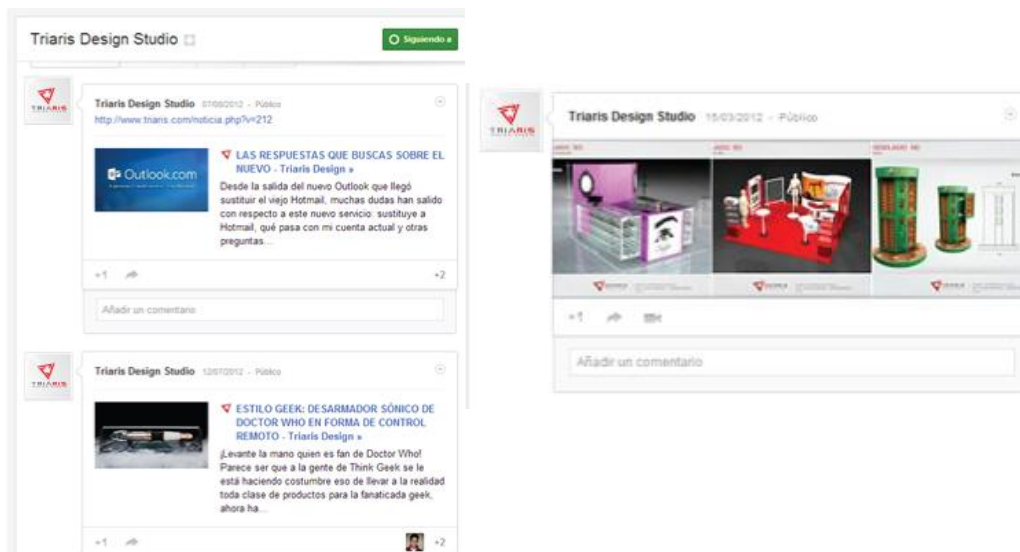 Triaris Design Studio
Siguiendo a
TRIARIS
Triaris Design Studio 07/08/2012 - Público
http://www.triaris.com/noticia.php?v=212
Outlook.com
LAS RESPUESTAS QUE BUSCAS SOBRE EL
NUEVO - Triaris Design »
Desde la salida del nuevo Outlook que llegó
sustituir el viejo Hotmail, muchas dudas han salido
con respecto a este nuevo servicio: sustituye a
Hotmail, qué pasa con mi cuenta actual y otras
preguntas...
+1
+2
Añadir un comentario
TRIARIS
Triaris Design Studio 12/07/2012 - Público
ESTILO GEEK: DESARMADOR SÓNICO DE
DOCTOR WHO EN FORMA DE CONTROL
REMOTO - Triaris Design »
¡Levante la mano quien es fan de Doctor Who!
Parece ser que a la gente de Think Geek se le
está haciendo costumbre eso de llevar a la realidad
toda clase de productos para la fanaticada geek,
ahora ha...
+1
+2
TRIARIS
Triaris Design Studio 15/03/2012 - Público
+1
Añadir un comentario